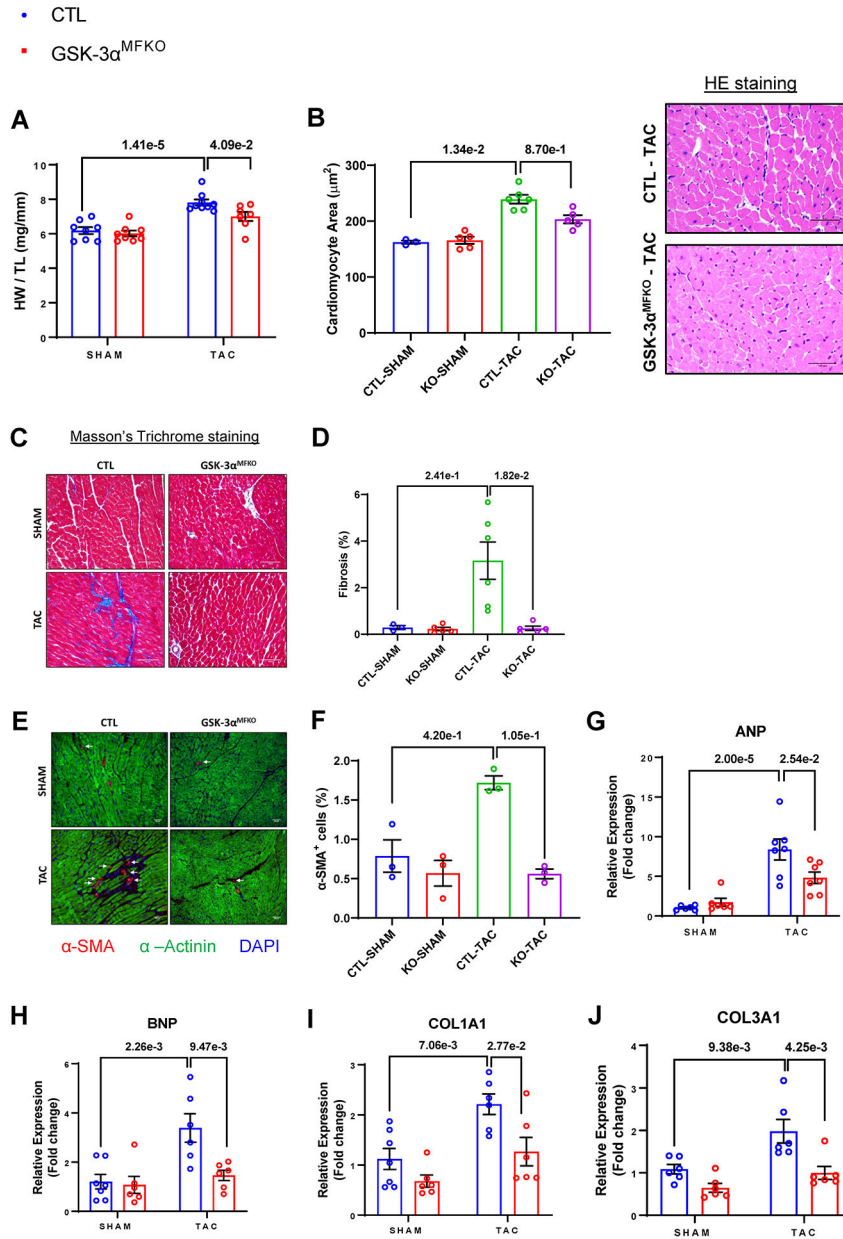 CTL
GSK-3α^MFKO
A
1.41e-5
4.09e-2
HW / TL (mg/mm)
10
8
6
4
2
0
SHAM
TAC
B
1.34e-2
8.70e-1
Cardiomyocyte Area (µm²)
300
200
100
0
CTL-SHAM
KO-SHAM
CTL-TAC
KO-TAC
HE staining
CTL - TAC
GSK-3α^MFKO - TAC
C
Masson's Trichrome staining
CTL
GSK-3α^MFKO
SHAM
TAC
D
2.41e-1
1.82e-2
Fibrosis (%)
6
4
2
0
CTL-SHAM
KO-SHAM
CTL-TAC
KO-TAC
E
CTL
GSK-3α^MFKO
SHAM
TAC
α-SMA
α –Actinin
DAPI
F
4.20e-1
1.05e-1
α-SMA⁺ cells (%)
2.0
1.5
1.0
0.5
0.0
CTL-SHAM
KO-SHAM
CTL-TAC
KO-TAC
G
ANP
2.00e-5
2.54e-2
Relative Expression
(Fold change)
20
15
10
5
0
SHAM
TAC
H
BNP
2.26e-3
9.47e-3
Relative Expression
(Fold change)
6
4
2
0
SHAM
TAC
I
COL1A1
7.06e-3
2.77e-2
Relative Expression
(Fold change)
3
2
1
0
SHAM
TAC
J
COL3A1
9.38e-3
4.25e-3
Relative Expression
(Fold change)
4
3
2
1
0
SHAM
TAC